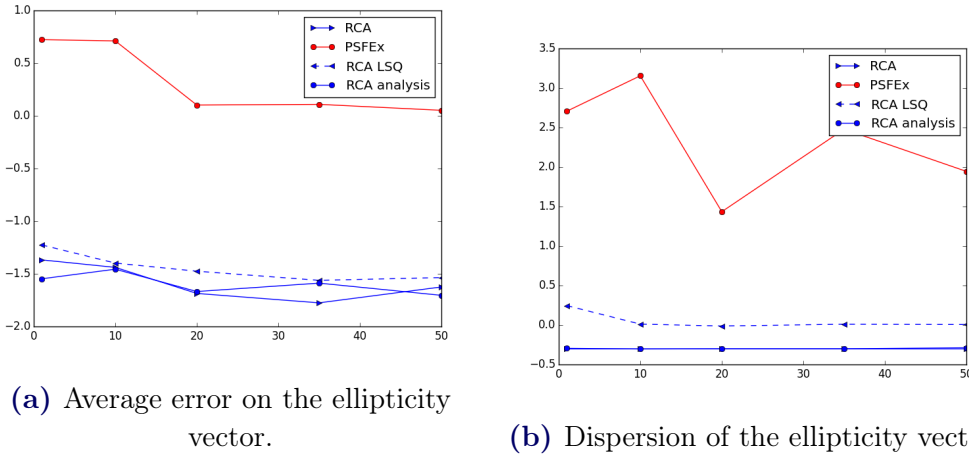 1.0
0.5
0.0
−0.5
−1.0
−1.5
−2.0
0
10
20
30
40
50
RCA
PSFEx
RCA LSQ
RCA analysis
(a) Average error on the ellipticity
vector.
3.5
3.0
2.5
2.0
1.5
1.0
0.5
0.0
−0.5
0
10
20
30
40
50
RCA
PSFEx
RCA LSQ
RCA analysis
(b) Dispersion of the ellipticity vect